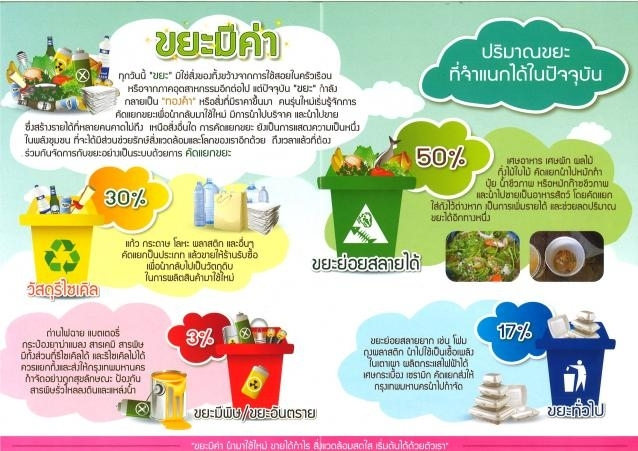 ขยะมีค่า
ทุกวันนี้ "ขยะ" มิใช่สิ่งของทิ้งขว้างจากการใช้สอยในครัวเรือน
หรือจากภาคอุตสาหกรรมอีกต่อไป แต่ปัจจุบัน "ขยะ" กำลัง
กลายเป็น "ทองคำ" หรือสิ่งที่มีราคาขึ้นมา คนรุ่นใหม่เริ่มรู้จักการ
คัดแยกขยะเพื่อนำกลับมาใช้ใหม่ มีการนำไปบริจาค และนำไปขาย
ซึ่งสร้างรายได้ที่หลายคนคาดไม่ถึง เหนือสิ่งอื่นใด การคัดแยกขยะ ยังเป็นการแสดงความเป็นหนึ่ง
ในพลังชุมชน ที่จะได้มีส่วนช่วยรักษ์สิ่งแวดล้อมและโลกของเราอีกด้วย ถึงเวลาแล้วที่ต้อง
ร่วมกันจัดการกับขยะอย่างเป็นระบบด้วยการ คัดแยกขยะ
ปริมาณขยะ
ที่จำแนกได้ในปัจจุบัน
30%
แก้ว กระดาษ โลหะ พลาสติก และอื่นๆ
คัดแยกเป็นประเภท แล้วขายให้ร้านรับซื้อ
เพื่อนำกลับไปเป็นวัตถุดิบ
ในการผลิตสินค้ามาใช้ใหม่
วัสดุรีไซเคิล
50%
เศษอาหาร เศษผัก ผลไม้
กิ่งไม้ใบไม้ คัดแยกนำไปหมักทำ
ปุ๋ย น้ำชีวภาพ หรือหมักก๊าซชีวภาพ
และนำไปขายเป็นอาหารสัตว์ โดยคัดแยก
ใส่ถังไว้ต่างหาก เป็นการเพิ่มรายได้ และช่วยลดปริมาณ
ขยะได้อีกทางหนึ่ง
ขยะย่อยสลายได้
3%
ถ่านไฟฉาย แบตเตอรี่
กระป๋องยาฆ่าแมลง สารเคมี สารพิษ
มีทั้งส่วนที่รีไซเคิลได้ และรีไซเคิลไม่ได้
ควรแยกทิ้งและส่งให้กรุงเทพมหานคร
กำจัดอย่างถูกสุขลักษณะ ป้องกัน
สารพิษรั่วไหลลงดินและแหล่งน้ำ
ขยะมีพิษ/ขยะอันตราย
17%
ขยะย่อยสลายยาก เช่น โฟม
ถุงพลาสติก นำไปใช้เป็นเชื้อเพลิง
ในเตาเผา ผลิตกระแสไฟฟ้าได้
เศษกระเบื้อง เซรามิก คัดแยกส่งให้
กรุงเทพมหานครนำไปกำจัด
ขยะทั่วไป
"ขยะมีค่า นำมาใช้ใหม่ ขายได้กำไร สิ่งแวดล้อมสดใส เริ่มต้นได้ด้วยตัวเรา"